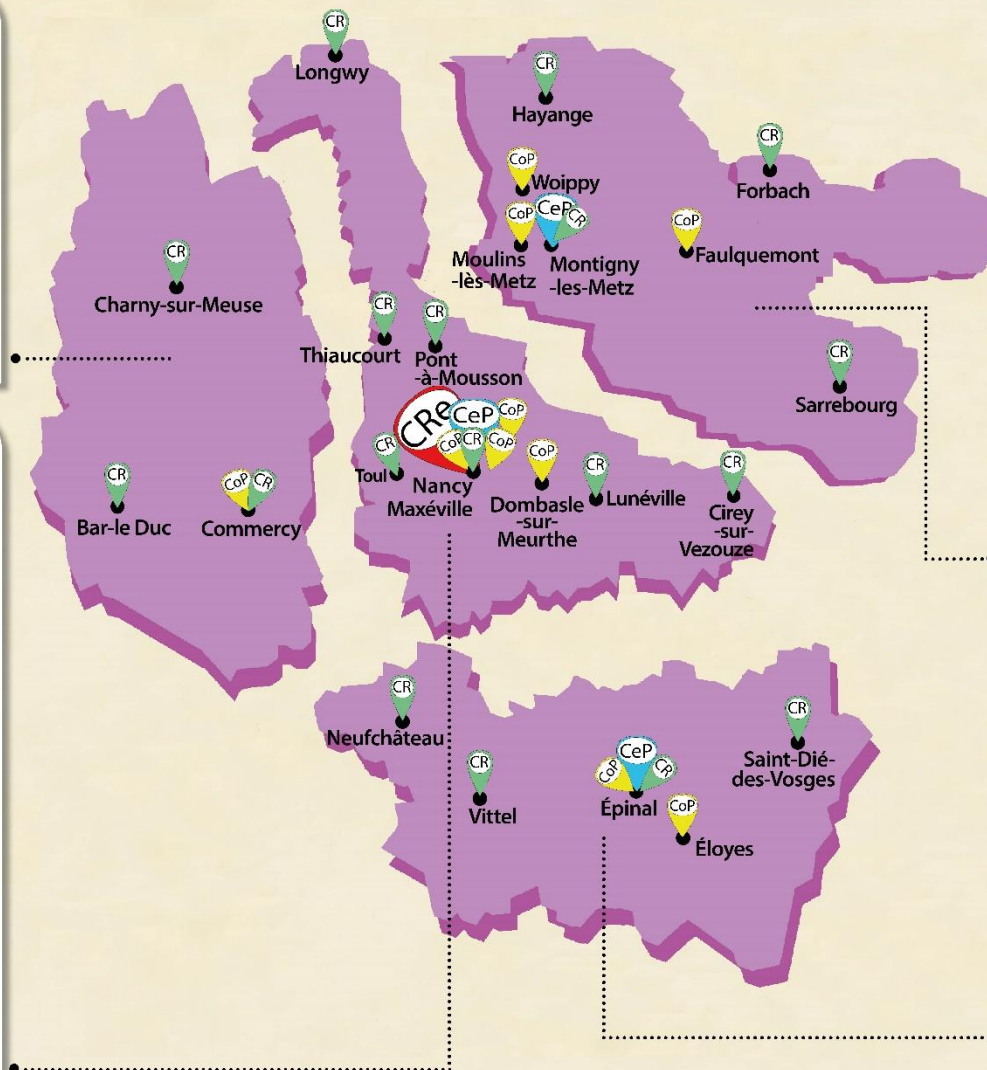 CR
Longwy
CR
Hayange
CR
Forbach
CoP
Woippy
CoP
Moulins
-lès-Metz
CeP
CR
Montigny
-les-Metz
CoP
Faulquemont
CR
Charny-sur-Meuse
CR
Thiaucourt
CR
Pont
-à-Mousson
CR
Sarrebourg
CRe
CeP
CoP
CoP
CR
CoP
Nancy
Maxéville
CR
Toul
CoP
Dombasle
-sur-
Meurthe
CR
Lunéville
CR
Cirey
-sur-
Vezouze
CR
Bar-le Duc
CoP
CR
Commercy
CR
Neufchâteau
CR
Vittel
CoP
CeP
CR
Épinal
CoP
Éloyes
CR
Saint-Dié-
des-Vosges